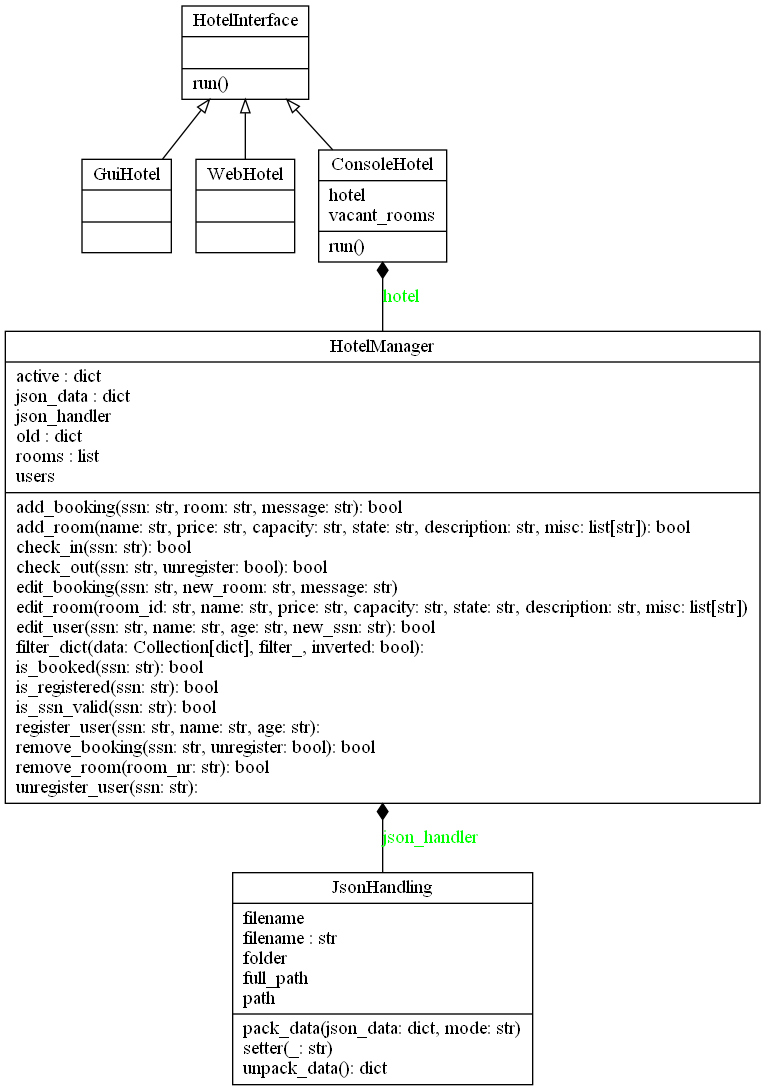 HotelInterface
run()
GuiHotel
WebHotel
ConsoleHotel
hotel
vacant_rooms
run()
hotel
HotelManager
active : dict
json_data : dict
json_handler
old : dict
rooms : list
users
add_booking(ssn: str, room: str, message: str): bool
add_room(name: str, price: str, capacity: str, state: str, description: str, misc: list[str]): bool
check_in(ssn: str): bool
check_out(ssn: str, unregister: bool): bool
edit_booking(ssn: str, new_room: str, message: str)
edit_room(room_id: str, name: str, price: str, capacity: str, state: str, description: str, misc: list[str])
edit_user(ssn: str, name: str, age: str, new_ssn: str): bool
filter_dict(data: Collection[dict], filter_, inverted: bool):
is_booked(ssn: str): bool
is_registered(ssn: str): bool
is_ssn_valid(ssn: str): bool
register_user(ssn: str, name: str, age: str):
remove_booking(ssn: str, unregister: bool): bool
remove_room(room_nr: str): bool
unregister_user(ssn: str):
json_handler
JsonHandling
filename
filename : str
folder
full_path
path
pack_data(json_data: dict, mode: str)
setter(_: str)
unpack_data(): dict